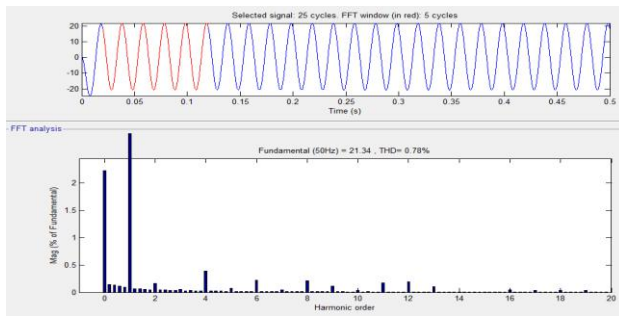 Selected signal: 25 cycles. FFT window (in red): 5 cycles
20
10
0
-10
-20
0 0.05 0.1 0.15 0.2 0.25 0.3 0.35 0.4 0.45 0.5
Time (s)
FFT analysis
Fundamental (50Hz) = 21.34 , THD= 0.78%
Mag (% of Fundamental)
2
1.5
1
0.5
0
0 2 4 6 8 10 12 14 16 18 20
Harmonic order